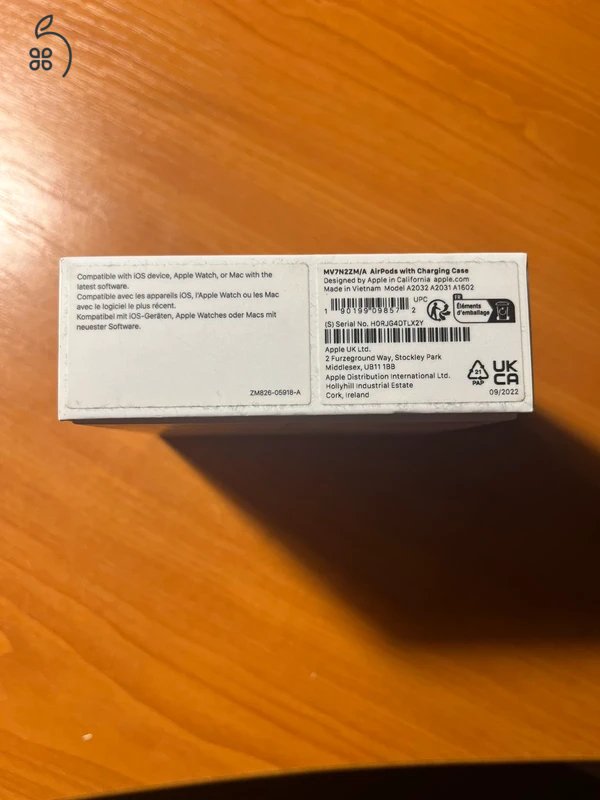 Compatible with iOS device, Apple Watch, or Mac with the
latest software.
Compatible avec les appareils iOS, l'Apple Watch ou les Mac
avec le logiciel le plus récent.
Kompatibel mit iOS-Geräten, Apple Watches oder Macs mit
neuester Software.
ZM826-05918-A
MV7N2ZM/A AirPods with Charging Case
Designed by Apple in California apple.com
Made in Vietnam Model A2032 A2031 A1602
UPC
1 90199 09857 2
FR
Éléments
d'emballage
(S) Serial No. H0RJG4DTLX2Y
Apple UK Ltd.
2 Furzeground Way, Stockley Park
Middlesex, UB11 1BB
Apple Distribution International Ltd.
Hollyhill Industrial Estate
Cork, Ireland
21
PAP
UK
CA
09/2022